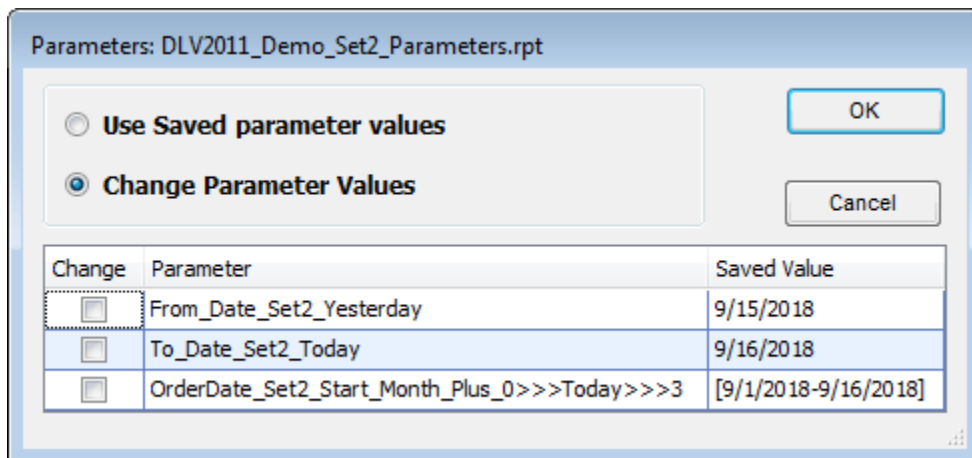 Parameters: DLV2011_Demo_Set2_Parameters.rpt
Use Saved parameter values
OK
Change Parameter Values
Cancel
Change Parameter Saved Value
From_Date_Set2_Yesterday 9/15/2018
To_Date_Set2_Today 9/16/2018
OrderDate_Set2_Start_Month_Plus_0>>>Today>>>3 [9/1/2018-9/16/2018]